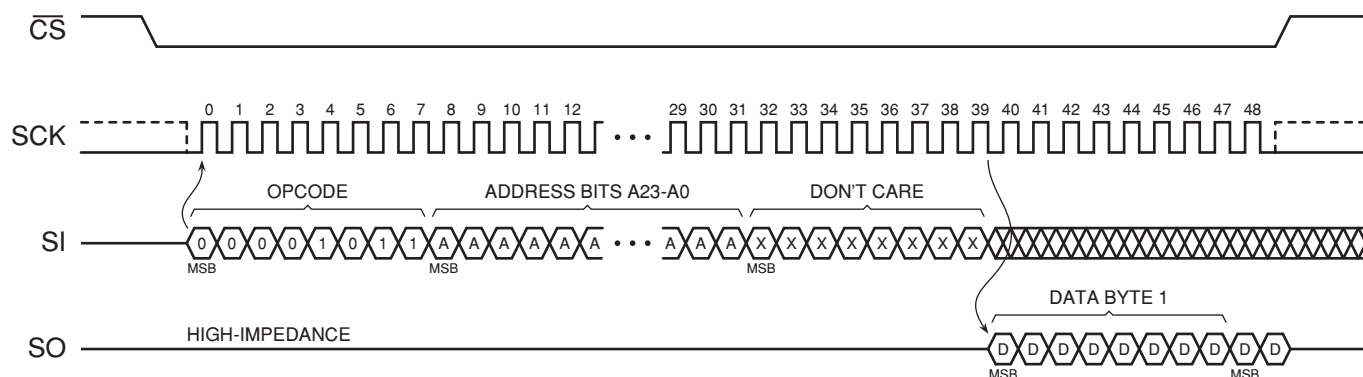 CS
0 1 2 3 4 5 6 7 8 9 10 11 12 29 30 31 32 33 34 35 36 37 38 39 40 41 42 43 44 45 46 47 48
SCK
OPCODE ADDRESS BITS A23-A0 DON'T CARE
SI 0 0 0 0 1 0 1 1 A A A A A A A A A X X X X X X X X
MSB MSB MSB
DATA BYTE 1
HIGH-IMPEDANCE
SO D D D D D D D D D D
MSB MSB